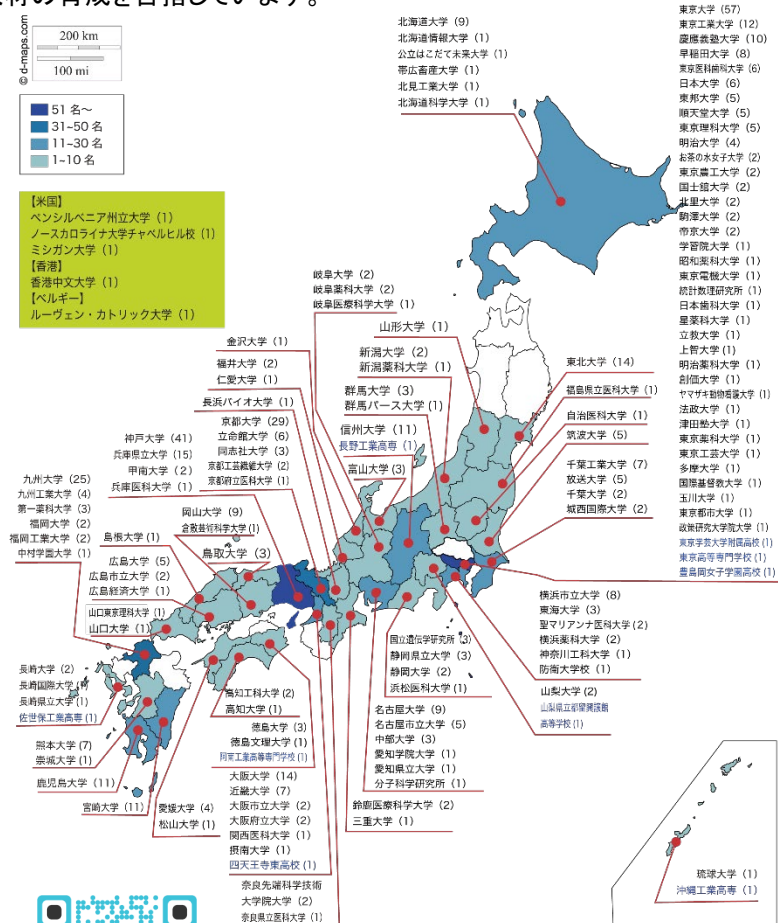 材の育成を目指しています。
© d-maps.com
200 km
100 mi
51 名～
31~50 名
11~30 名
1~10 名
【米国】
ペンシルベニア州立大学（1）
ノースカロライナ大学チャペルヒル校（1）
ミシガン大学（1）
【香港】
香港中文大学（1）
【ベルギー】
ルーヴェン・カトリック大学（1）
北海道大学（9）
北海道情報大学（1）
公立はこだて未来大学（1）
帯広畜産大学（1）
北見工業大学（1）
北海道科学大学（1）
東京大学（57）
東京工業大学（12）
慶應義塾大学（10）
早稲田大学（8）
東京医科歯科大学（6）
日本大学（6）
東邦大学（5）
順天堂大学（5）
東京理科大学（5）
明治大学（4）
お茶の水女子大学（2）
東京農工大学（2）
国士舘大学（2）
北里大学（2）
駒澤大学（2）
帝京大学（2）
学習院大学（1）
昭和薬科大学（1）
東京電機大学（1）
統計数理研究所（1）
日本歯科大学（1）
星薬科大学（1）
立教大学（1）
上智大学(1）
明治薬科大学（1）
創価大学（1）
ヤマザキ動物看護大学（1）
法政大学（1）
津田塾大学（1）
東京薬科大学（1）
東京工芸大学（1）
多摩大学（1）
国際基督教大学（1）
玉川大学（1）
東京都市大学（1）
政策研究大学院大学（1）
東京学芸大学附属高校（1）
東京高等専門学校（1）
豊島岡女子学園高校（1）
岐阜大学（2）
岐阜薬科大学（2）
岐阜医療科学大学（1）
山形大学（1）
金沢大学（1）
新潟大学（2）
新潟薬科大学（1）
東北大学（14）
福井大学（2）
仁愛大学（1）
群馬大学（3）
群馬パース大学（1）
福島県立医科大学（1）
長浜バイオ大学（1）
自治医科大学（1）
京都大学（29）
立命館大学（6）
同志社大学（3）
京都工芸繊維大学（2）
京都府立医科大学（1）
信州大学（11）
長野工業高専（1）
筑波大学（5）
神戸大学（41）
兵庫県立大学（15）
甲南大学（2）
兵庫医科大学（1）
富山大学（3）
千葉工業大学（7）
放送大学（5）
千葉大学（2）
城西国際大学（2）
九州大学（25）
九州工業大学（4）
第一薬科大学（3）
福岡大学（2）
福岡工業大学（2）
中村学園大学（1）
岡山大学（9）
倉敷芸術科学大学（1）
島根大学（1）
鳥取大学（3）
広島大学（5）
広島市立大学（2）
広島経済大学（1）
山口東京理科大学（1）
山口大学（1）
横浜市立大学（8）
東海大学（3）
聖マリアンナ医科大学（2）
横浜薬科大学（2）
神奈川工科大学（1）
防衛大学校（1）
国立遺伝学研究所（3）
静岡県立大学（3）
静岡大学（2）
浜松医科大学（1）
長崎大学（2）
長崎国際大学
長崎県立大学（1）
佐世保工業高専（1）
高知工科大学（2）
高知大学（1）
山梨大学（2）
高等学校（1）
名古屋大学（9）
名古屋市立大学（5）
中部大学（3）
愛知学院大学（1）
愛知県立大学（1）
分子科学研究所（1）
徳島大学（3）
徳島文理大学（1）
阿南工業高等専門学校（1）
熊本大学（7）
崇城大学（1）
鹿児島大学（11）
宮崎大学（11）
愛媛大学（4）
松山大学（1）
大阪大学（14）
近畿大学（7）
大阪市立大学（2）
大阪府立大学（2）
関西医科大学（1）
摂南大学（1）
四天王寺東高校（1）
鈴鹿医療科学大学（2）
三重大学（1）
奈良先端科学技術
大学院大学（2）
奈良県立医科大学（1）
琉球大学（1）
沖縄工業高専（1）